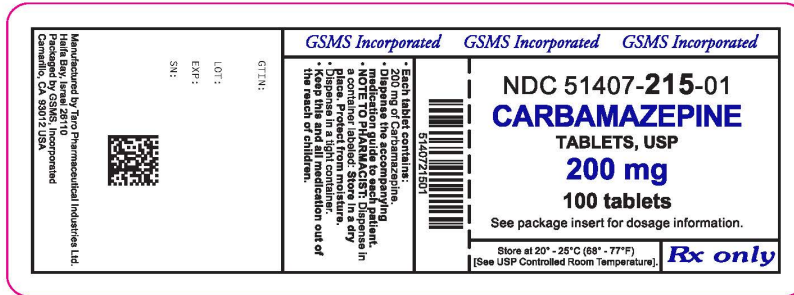 GSMS Incorporated GSMS Incorporated GSMS Incorporated
NDC 51407-215-01
CARBAMAZEPINE
TABLETS, USP
200 mg
100 tablets
See package insert for dosage information.
Store at 20° - 25°C (68° - 77°F)
[See USP Controlled Room Temperature].
Rx only
5140721501
• Each tablet contains:
200 mg of Carbamazepine.
• Dispense the accompanying
medication guide to each patient.
• NOTE TO PHARMACIST: Dispense in
a container labeled: Store in a dry
place. Protect from moisture.
• Dispense in a tight container.
• Keep this and all medication out of
the reach of children.
GTIN:
LOT:
EXP:
SN:
Manufactured by Taro Pharmaceutical Industries Ltd.
Haifa Bay, Israel 26110
Packaged by GSMS, Incorporated
Camarillo, CA 93012 USA